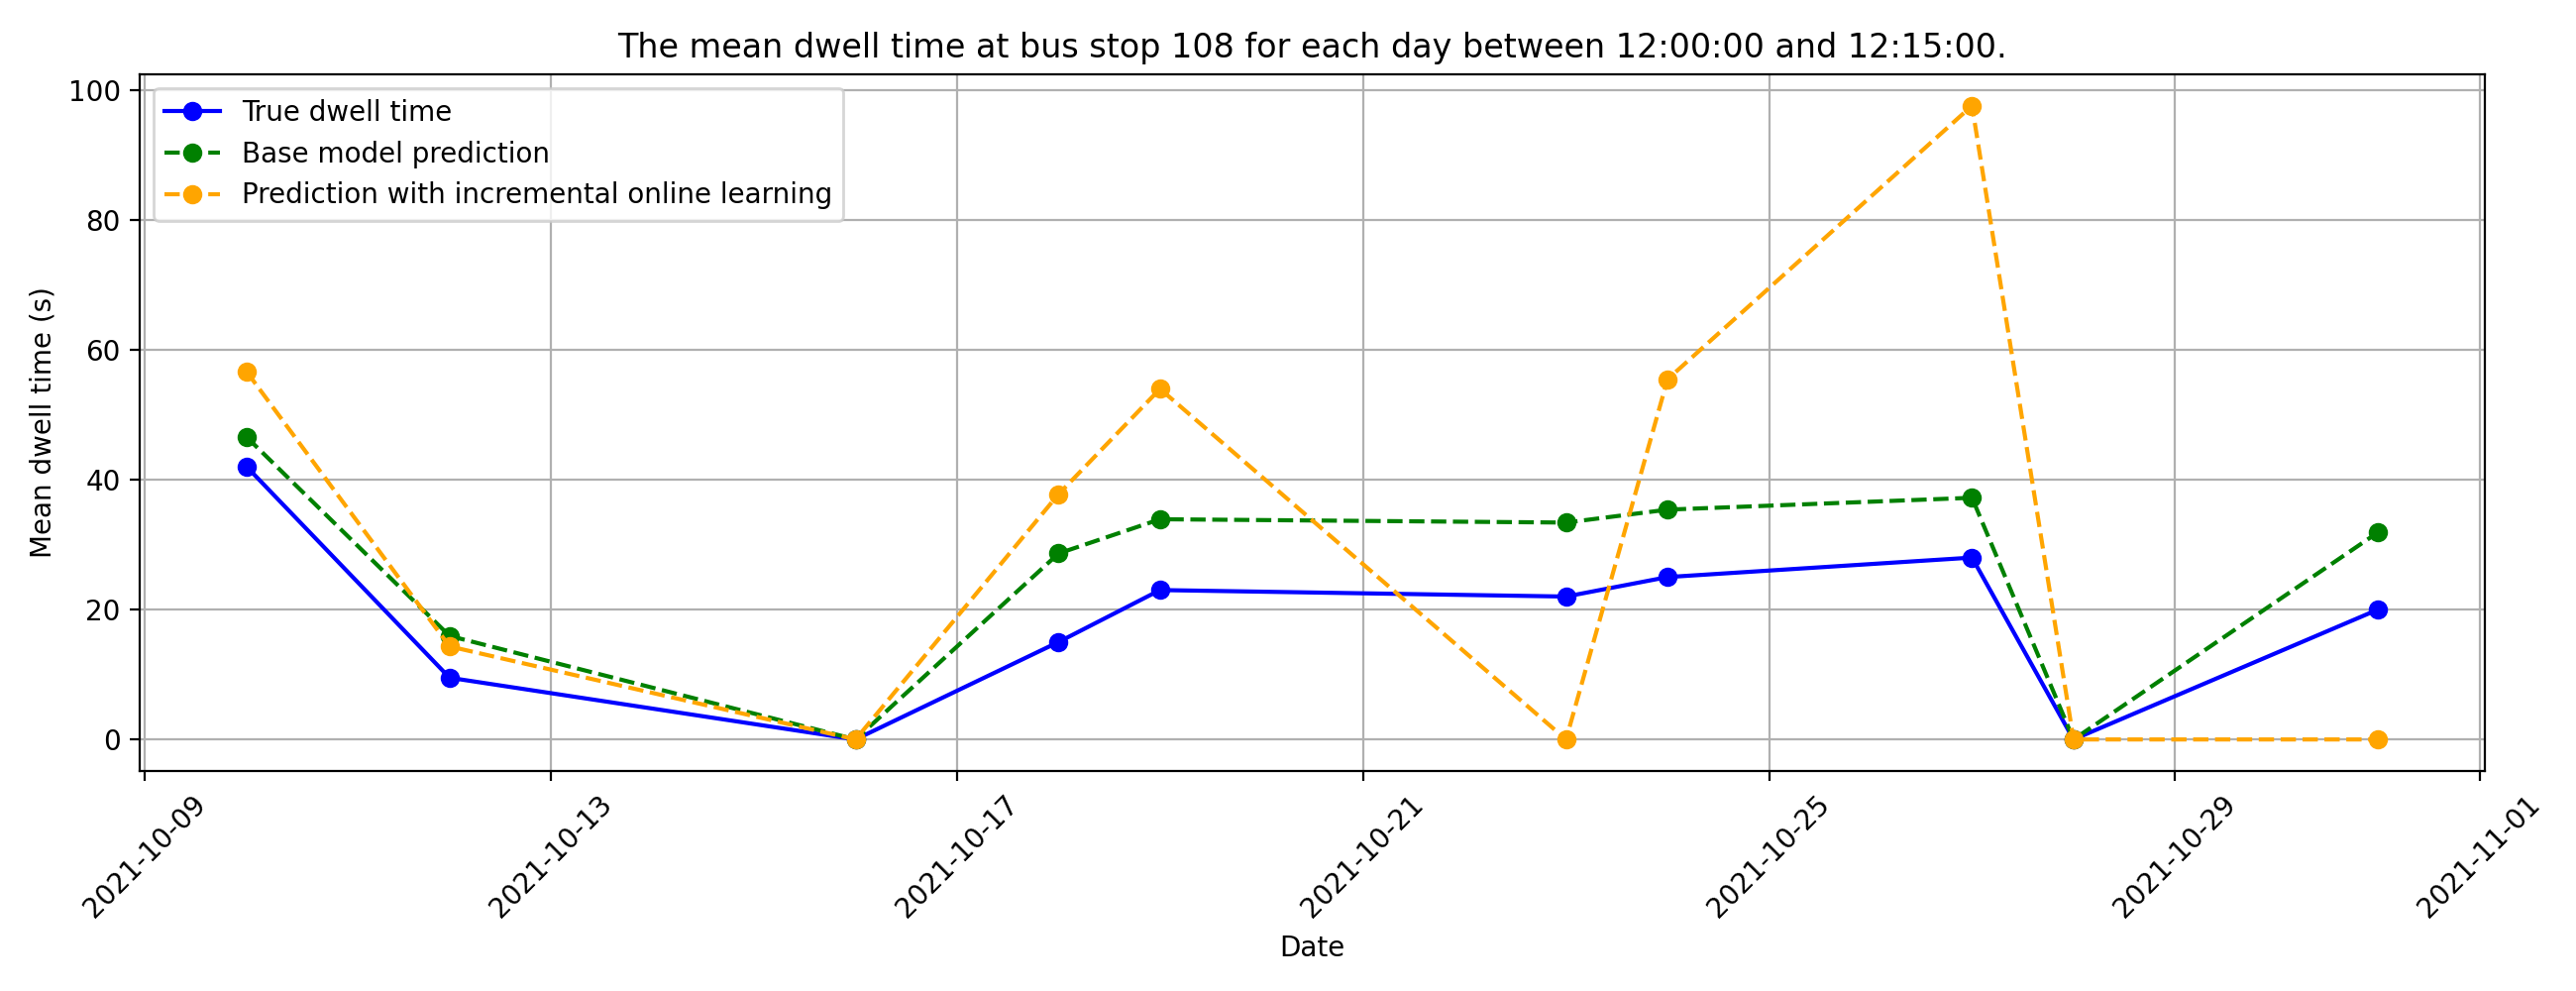 The mean dwell time at bus stop 108 for each day between 12:00:00 and 12:15:00.
100
80
60
40
20
0
Mean dwell time (s)
True dwell time
Base model prediction
Prediction with incremental online learning
2021-10-09
2021-10-13
2021-10-17
2021-10-21
2021-10-25
2021-10-29
2021-11-01
Date